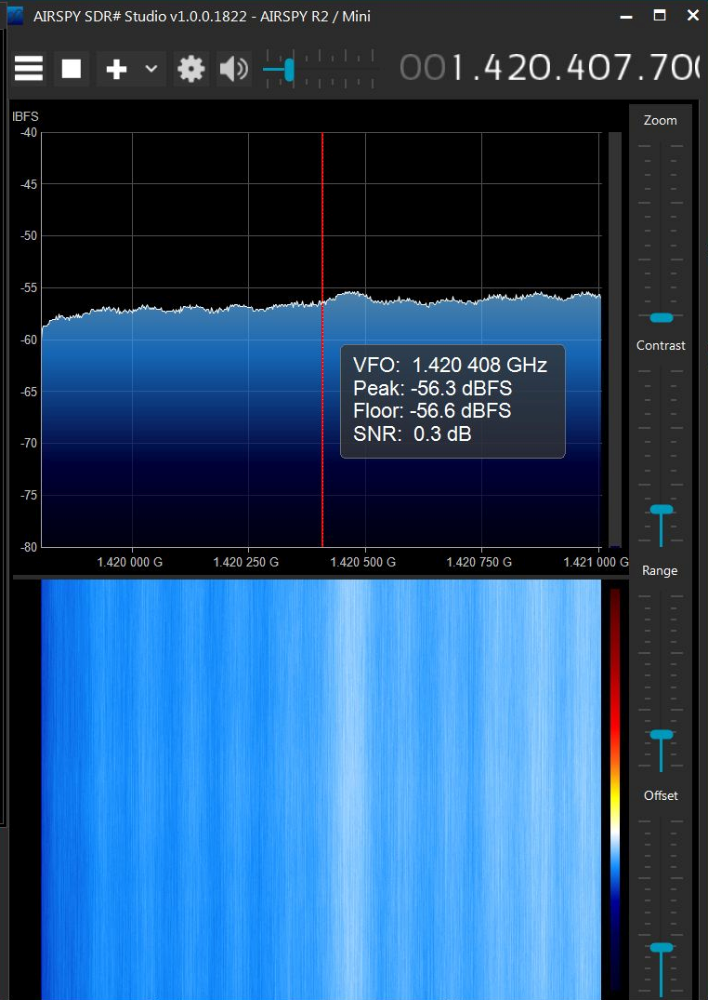 AIRSPY SDR# Studio v1.0.0.1822 - AIRSPY R2 / Mini
001.420.407.700
Zoom
IBFS
-40
-45
-50
-55
-60
-65
-70
-75
-80
VFO: 1.420 408 GHz
Peak: -56.3 dBFS
Floor: -56.6 dBFS
SNR: 0.3 dB
1.420 000 G 1.420 250 G 1.420 500 G 1.420 750 G 1.421 000 G
Contrast
Range
Offset